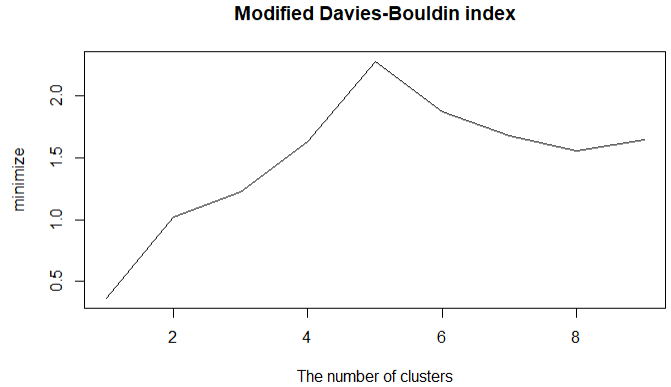 Modified Davies-Bouldin index
minimize
2.0
1.5
1.0
0.5
2 4 6 8
The number of clusters